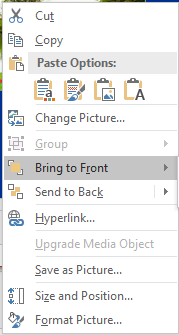 Cut
Copy
Paste Options:
A
Change Picture...
Group
Bring to Front
Send to Back
Hyperlink...
Upgrade Media Object
Save as Picture...
Size and Position...
Format Picture...